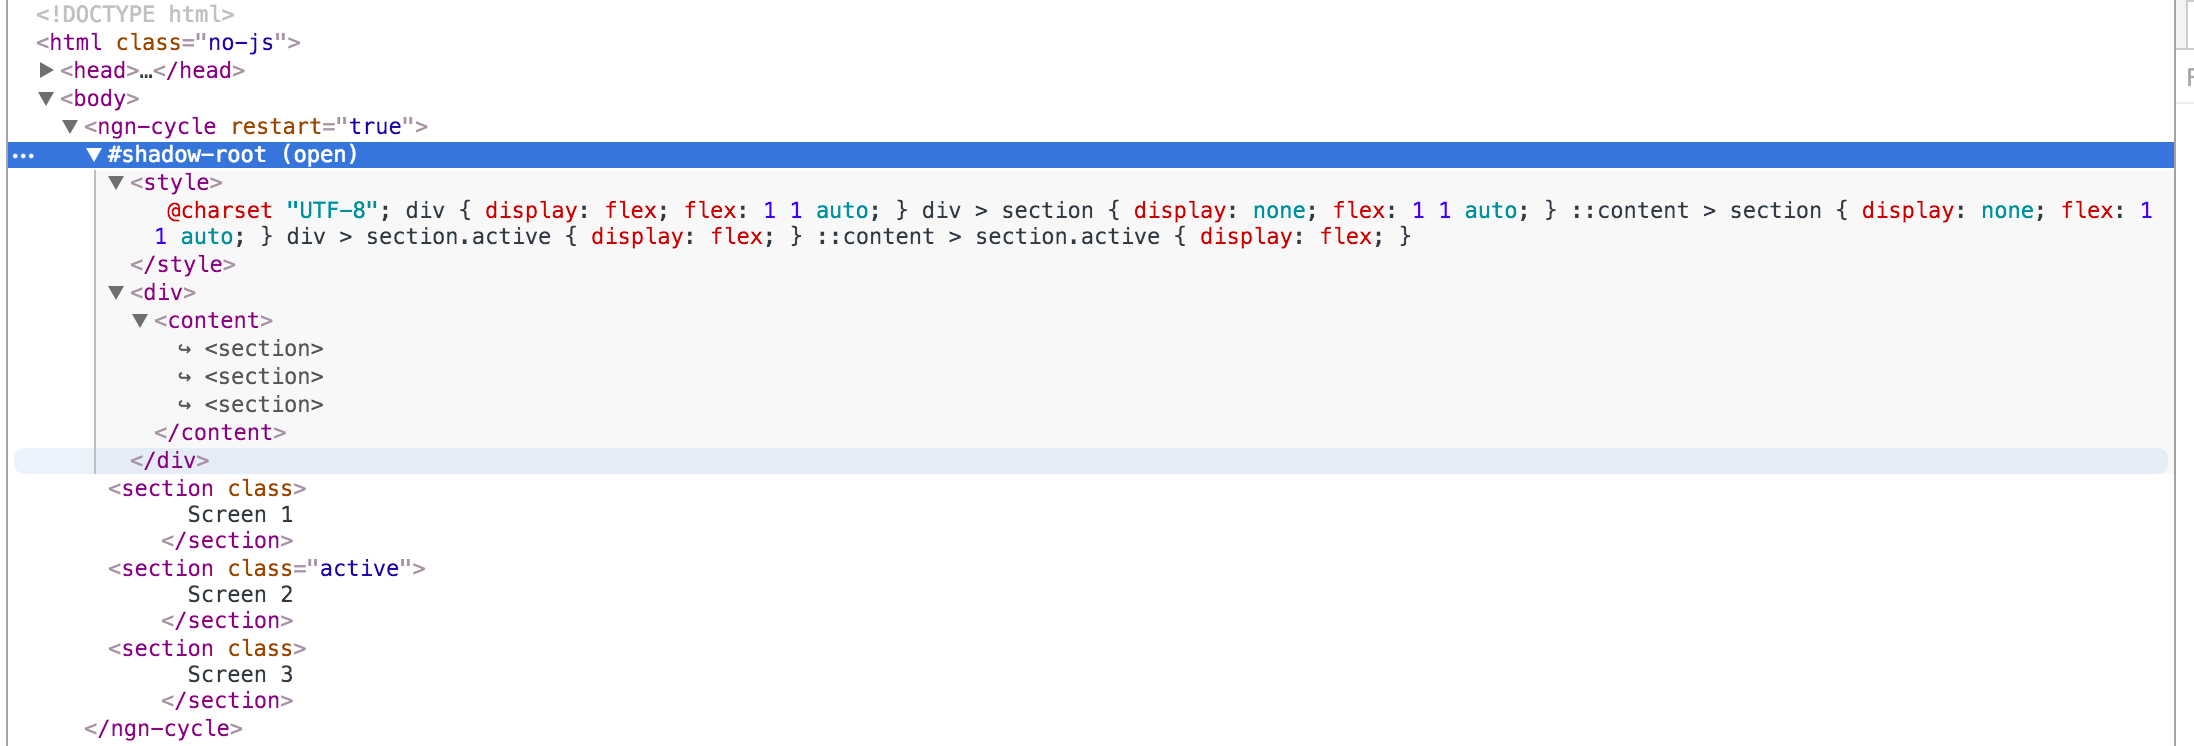 <!DOCTYPE html>
<html class="no-js">
▶<head>…</head>
▼<body>
▼<ngn-cycle restart="true">
… ▼#shadow-root (open)
▼<style>
@charset "UTF-8"; div { display: flex; flex: 1 1 auto; } div > section { display: none; flex: 1 1 auto; } ::content > section { display: none; flex: 1
1 auto; } div > section.active { display: flex; } ::content > section.active { display: flex; }
</style>
▼<div>
▼<content>
↪ <section>
↪ <section>
↪ <section>
</content>
</div>
<section class>
Screen 1
</section>
<section class="active">
Screen 2
</section>
<section class>
Screen 3
</section>
</ngn-cycle>